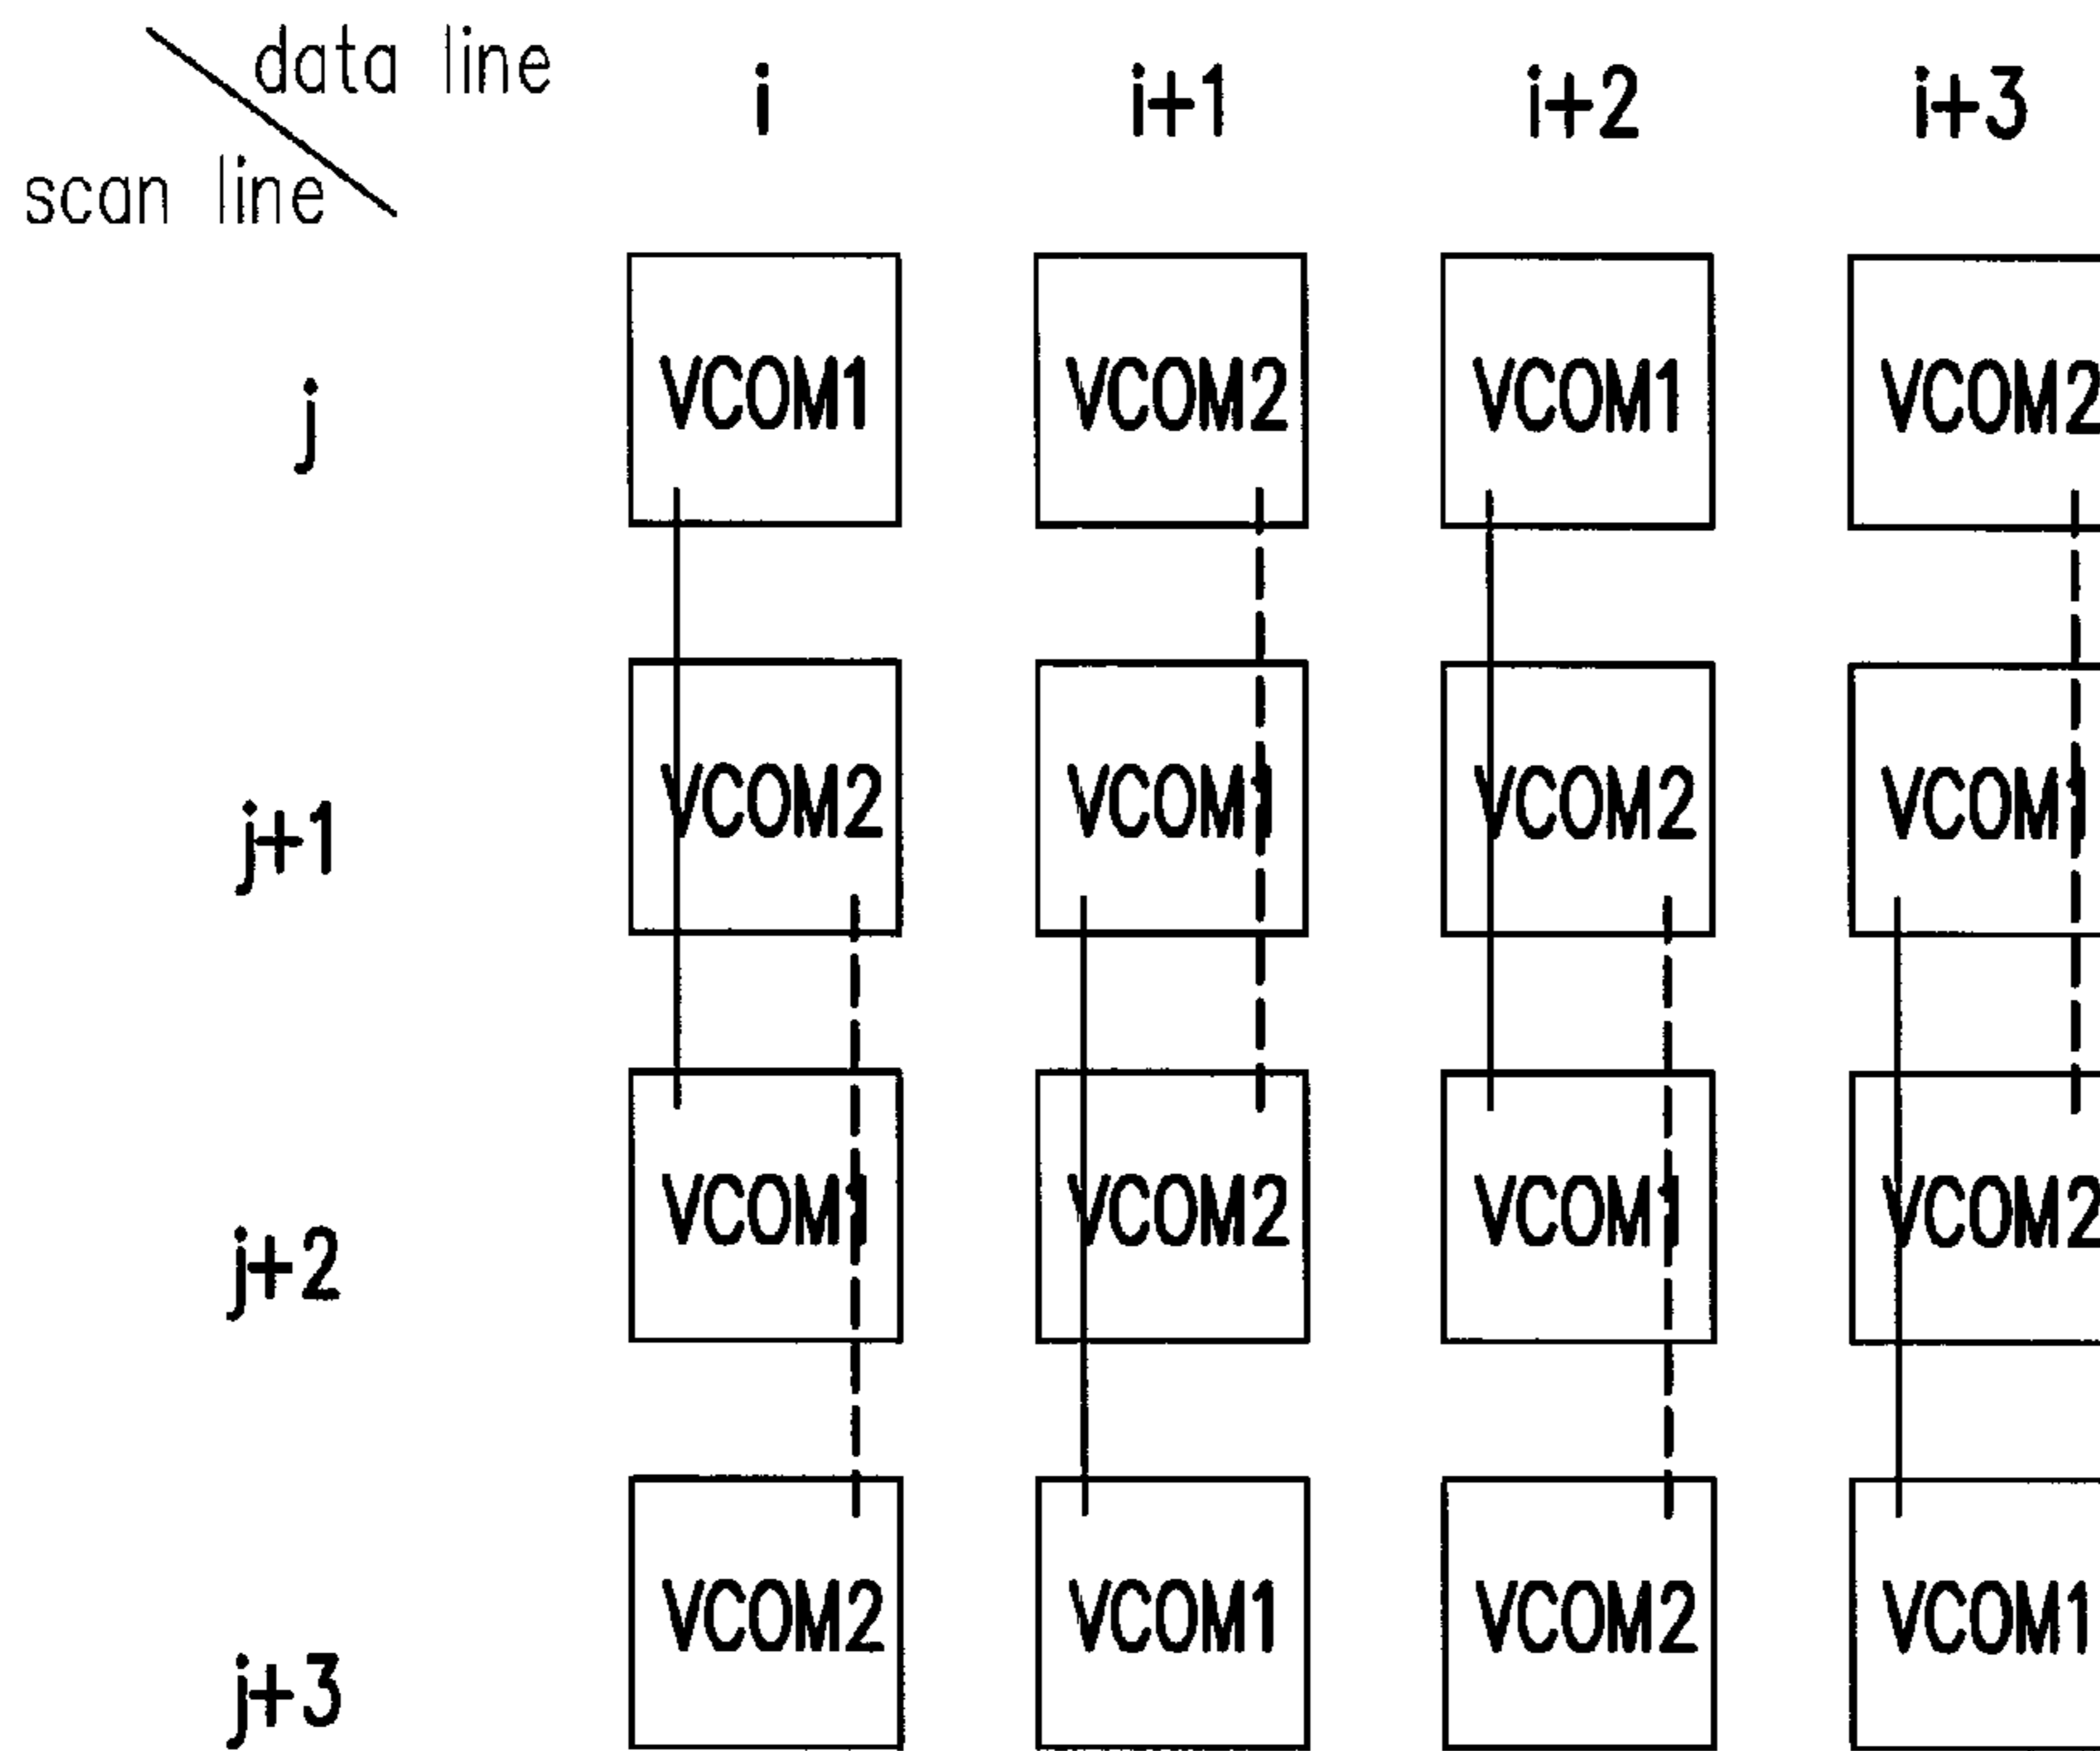 data line
scan line
i i+1 i+2 i+3
j VCOM1 VCOM2 VCOM1 VCOM2
j+1 VCOM2 VCOM1 VCOM2 VCOM1
j+2 VCOM1 VCOM2 VCOM1 VCOM2
j+3 VCOM2 VCOM1 VCOM2 VCOM1